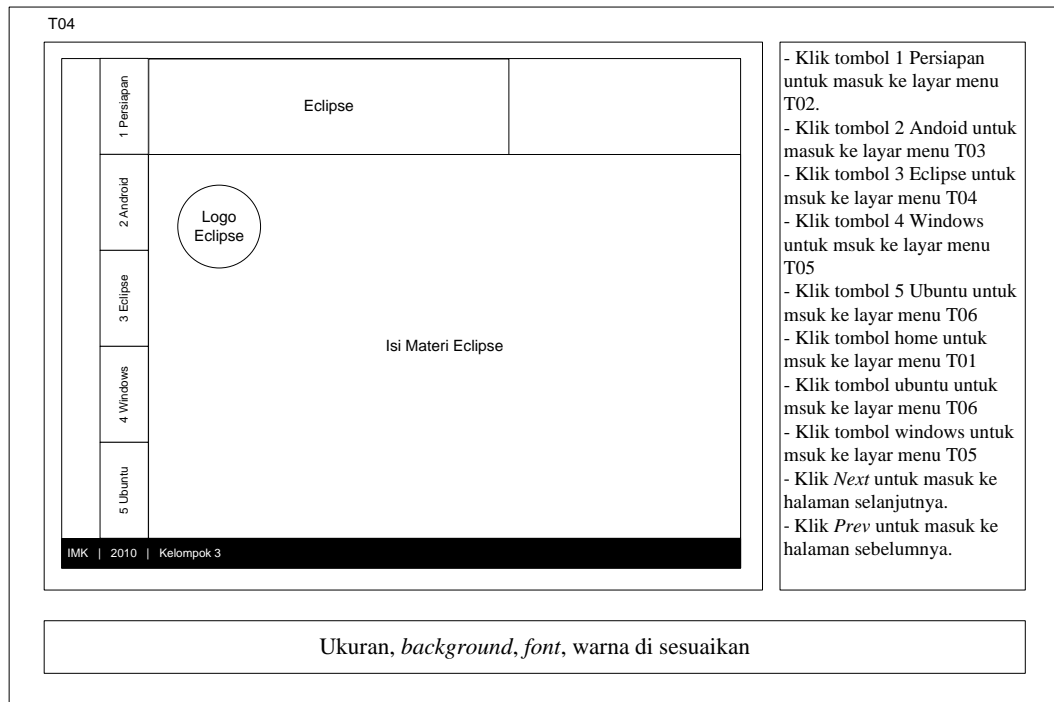 T04
1 Persiapan
2 Android
3 Eclipse
4 Windows
5 Ubuntu
Eclipse
Logo
Eclipse
Isi Materi Eclipse
IMK | 2010 | Kelompok 3
- Klik tombol 1 Persiapan
untuk masuk ke layar menu
T02.
- Klik tombol 2 Andoid untuk
masuk ke layar menu T03
- Klik tombol 3 Eclipse untuk
msuk ke layar menu T04
- Klik tombol 4 Windows
untuk msuk ke layar menu
T05
- Klik tombol 5 Ubuntu untuk
msuk ke layar menu T06
- Klik tombol home untuk
msuk ke layar menu T01
- Klik tombol ubuntu untuk
msuk ke layar menu T06
- Klik tombol windows untuk
msuk ke layar menu T05
- Klik Next untuk masuk ke
halaman selanjutnya.
- Klik Prev untuk masuk ke
halaman sebelumnya.
Ukuran, background, font, warna di sesuaikan